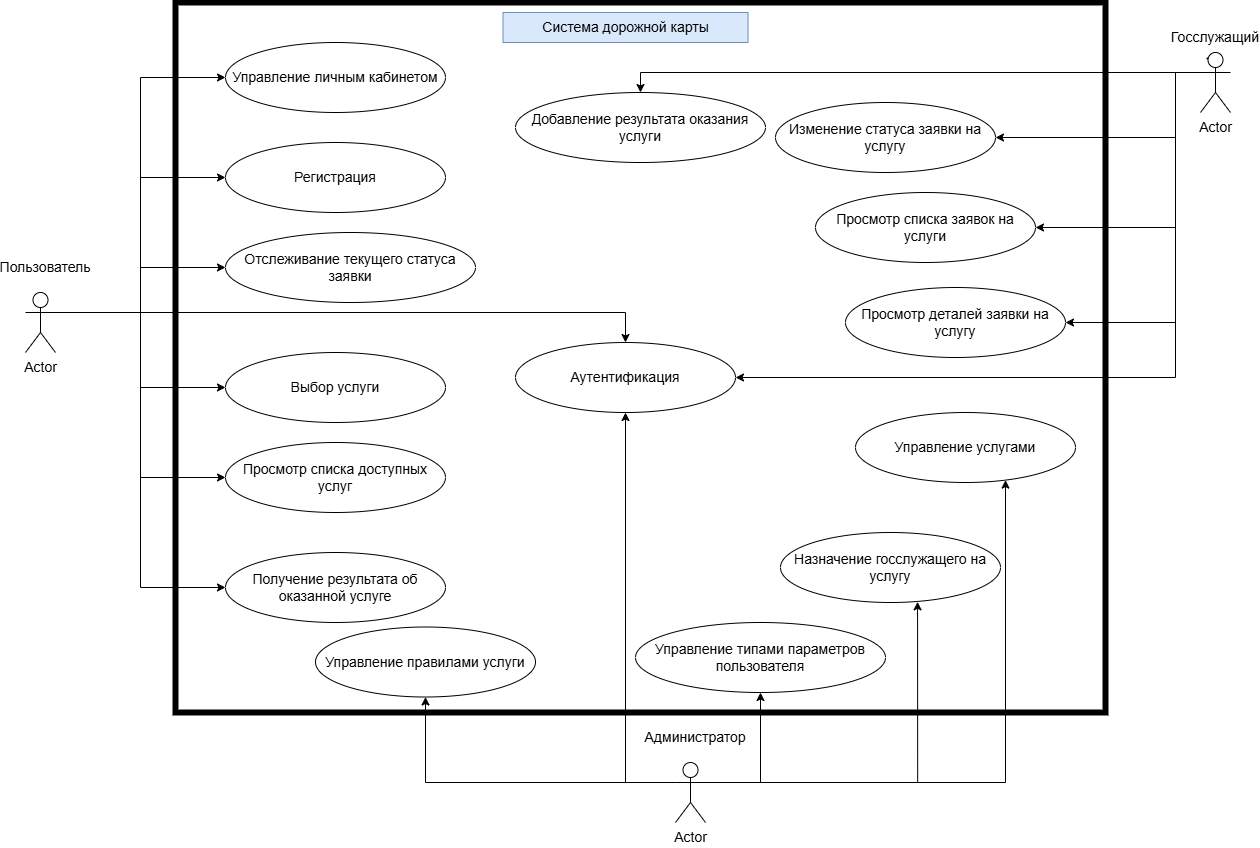 Система дорожной карты
Госслужащий
Actor
Управление личным кабинетом
Добавление результата оказания
услуги
Изменение статуса заявки на
услугу
Регистрация
Просмотр списка заявок на
услуги
Отслеживание текущего статуса
заявки
Пользователь
Actor
Просмотр деталей заявки на
услугу
Аутентификация
Выбор услуги
Управление услугами
Просмотр списка доступных
услуг
Назначение госслужащего на
услугу
Получение результата об
оказанной услуге
Управление правилами услуги
Управление типами параметров
пользователя
Администратор
Actor